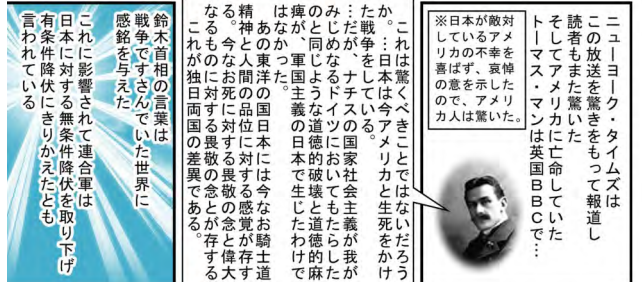 ニューヨーク・タイムズは
この放送を驚きをもって報道し
読者もまた驚いた
そしてアメリカに亡命していた
トーマス・マンは英国BBCで…
※日本が敵対
しているアメ
リカの不幸を
喜ばず、哀悼
の意を示した
ので、アメリ
カ人は驚いた。
これは驚くべきことではないだろう
か。…日本は今アメリカと生死をかけ
た戦争をしている。
…だが、ナチスの国家社会主義が我が
みじめなるドイツにおいてもたらした
のと同じような道徳的破壊と道徳的麻
痺が、軍国主義の日本で生じたわけで
はなかった。
あの東洋の国日本には今なお騎士道
精神と人間の品位に対する感覚が存す
る。今なお死に対する畏敬の念と偉大
なるものに対する畏敬の念とが存する
これが独日両国の差異である。
鈴木首相の言葉は
戦争ですさんでいた世界に
感銘を与えた
これに影響されて連合軍は
日本に対する無条件降伏を取り下げ
有条件降伏にきりかえたとも
言われている